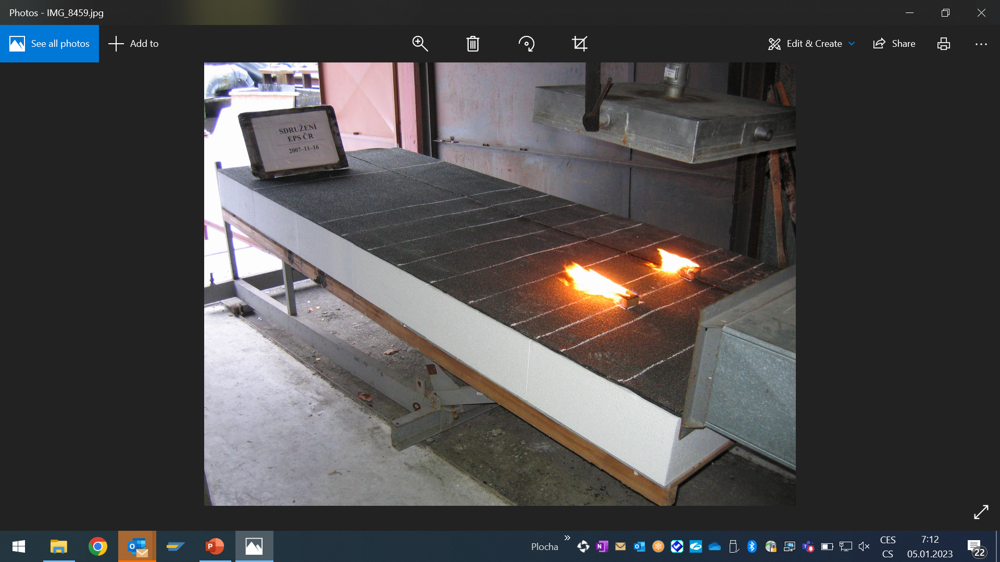 Photos - IMG_8459.jpg
See all photos
Add to
Edit & Create
Share
SDRUŽENÍ
EPS ČR
2007-11-16
Plocha
CES
CS
7:12
05.01.2023
22